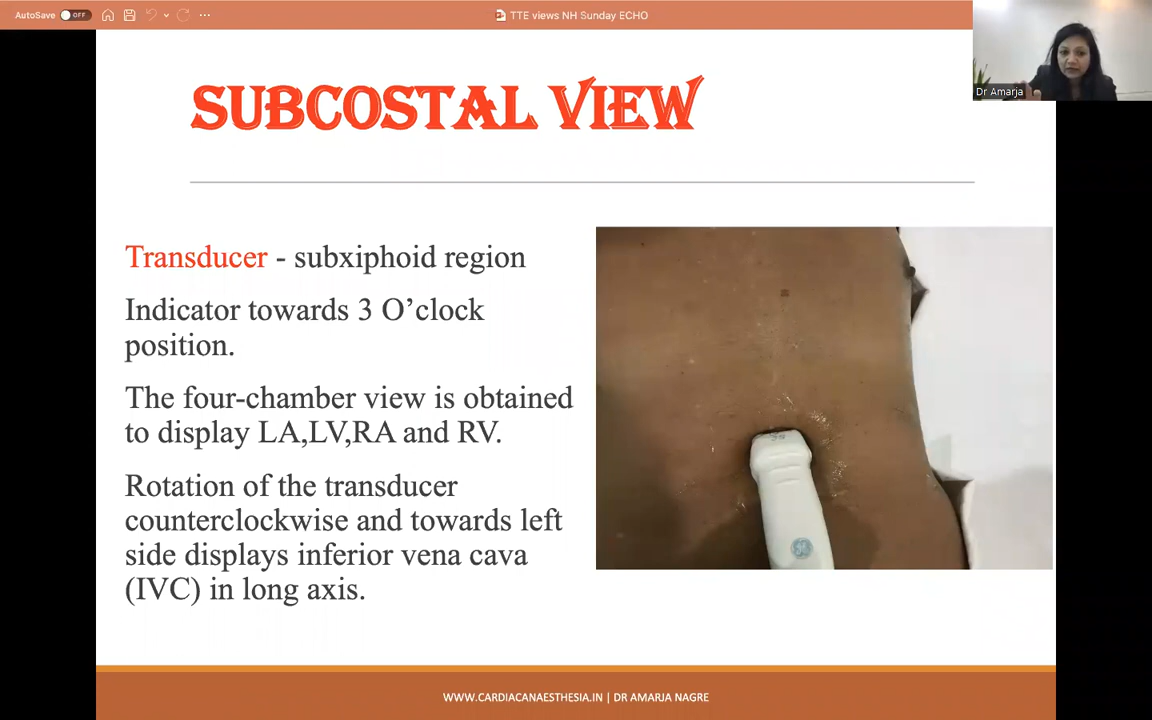 AutoSave OFF
TTE views NH Sunday ECHO
Dr Amarja
SUBCOSTAL VIEW
Transducer - subxiphoid region
Indicator towards 3 O’clock
position.
The four-chamber view is obtained
to display LA,LV,RA and RV.
Rotation of the transducer
counterclockwise and towards left
side displays inferior vena cava
(IVC) in long axis.
WWW.CARDIACANAESTHESIA.IN | DR AMARJA NAGRE